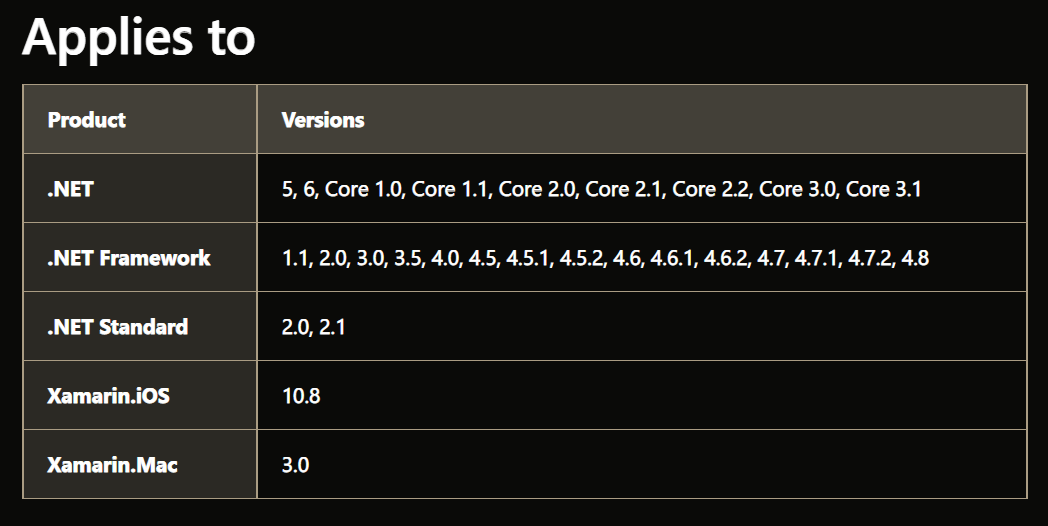 Applies to
Product Versions
.NET 5, 6, Core 1.0, Core 1.1, Core 2.0, Core 2.1, Core 2.2, Core 3.0, Core 3.1
.NET Framework 1.1, 2.0, 3.0, 3.5, 4.0, 4.5, 4.5.1, 4.5.2, 4.6, 4.6.1, 4.6.2, 4.7, 4.7.1, 4.7.2, 4.8
.NET Standard 2.0, 2.1
Xamarin.iOS 10.8
Xamarin.Mac 3.0